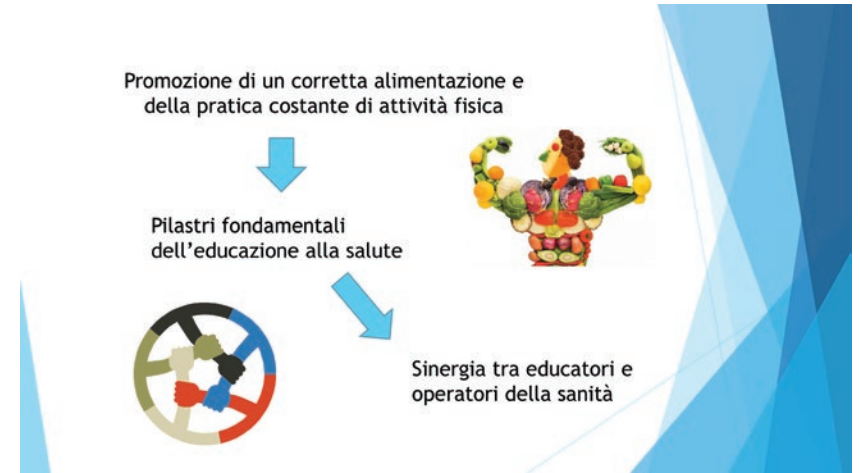 Promozione di un corretta alimentazione e
della pratica costante di attività fisica
Pilastri fondamentali
dell'educazione alla salute
Sinergia tra educatori e
operatori della sanità